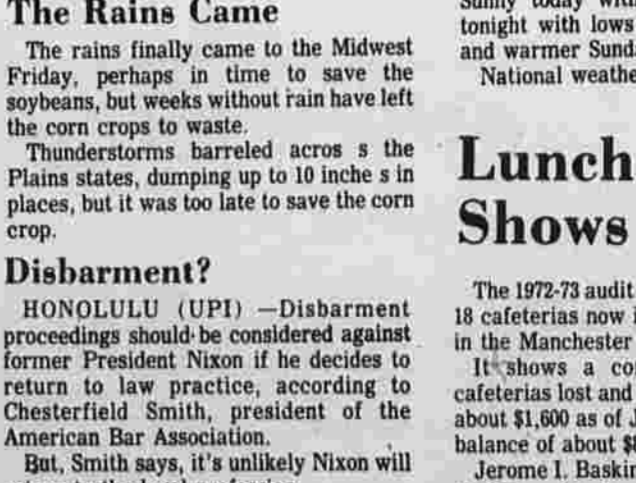 The Rains Came
The rains finally came to the Midwest
Friday, perhaps in time to save the
soybeans, but weeks without rain have left
the corn crops to waste.
Thunderstorms barreled acros s the
Plains states, dumping up to 10 inche s in
places, but it was too late to save the corn
crop.
Disbarment?
HONOLULU (UPI) —Disbarment
proceedings should be considered against
former President Nixon if he decides to
return to law practice, according to
Chesterfield Smith, president of the
American Bar Association.
But, Smith says, it's unlikely Nixon will
tonight with lows
and warmer
National
Lunch
Shows
The 1972-73 audit
18 cafeterias now
in the Manchester
It shows a
cafeterias lost and
about $1,600 as of
balance of about
Jerome I.